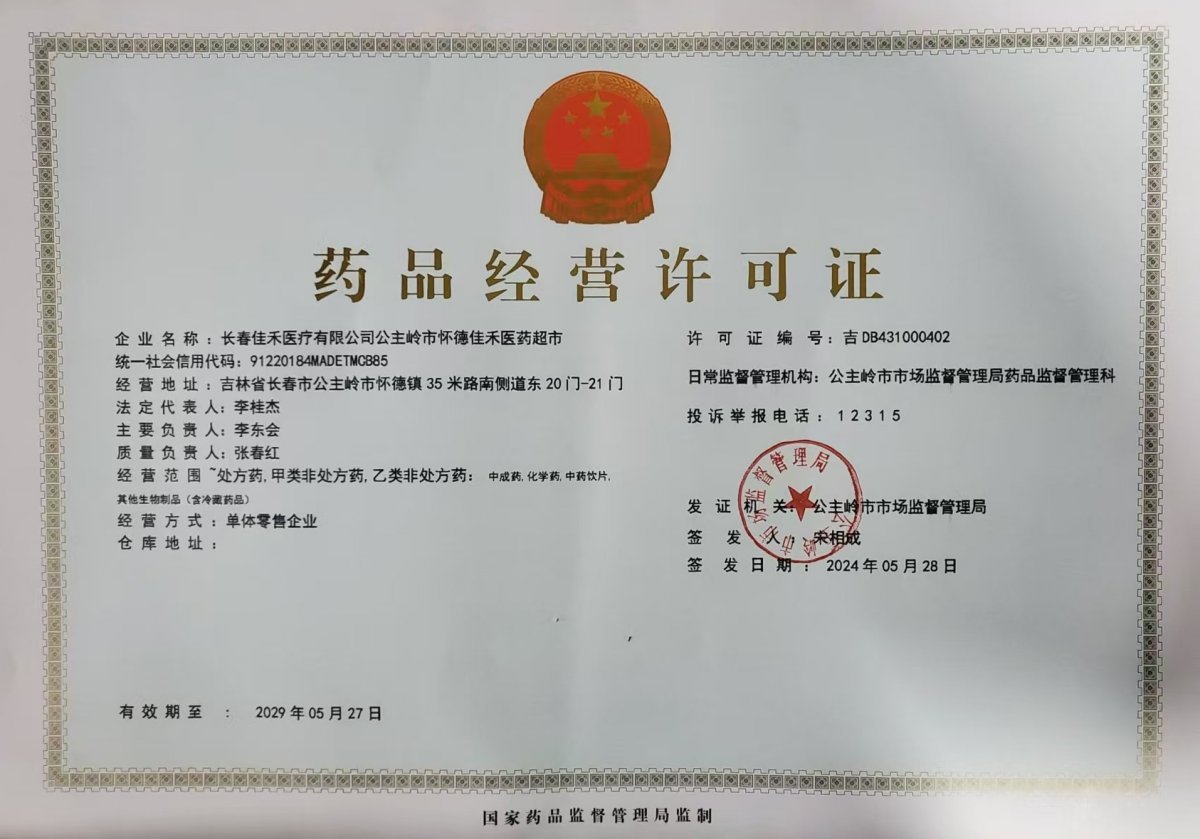 药品经营许可证
企业名称：长春佳禾医疗有限公司公主岭市怀德佳禾医药超市
统一社会信用代码：91220184MADETMGB85
经营地址：吉林省长春市公主岭市怀德镇35米路南侧道东20门-21门
法定代表人：李桂杰
主要负责人：李东会
质量负责人：张春红
经营范围~处方药,甲类非处方药,乙类非处方药：中成药,化学药,中药饮片,
其他生物制品（含冷藏药品）
经营方式：单体零售企业
仓库地址：
许可证编号：吉DB431000402
日常监督管理机构：公主岭市市场监督管理局药品监督管理科
投诉举报电话：12315
发证机关：公主岭市市场监督管理局
签发人：宋相成
签发日期：2024年05月28日
公主岭市市场监督管理局
有效期至：2029年05月27日
国家药品监督管理局监制